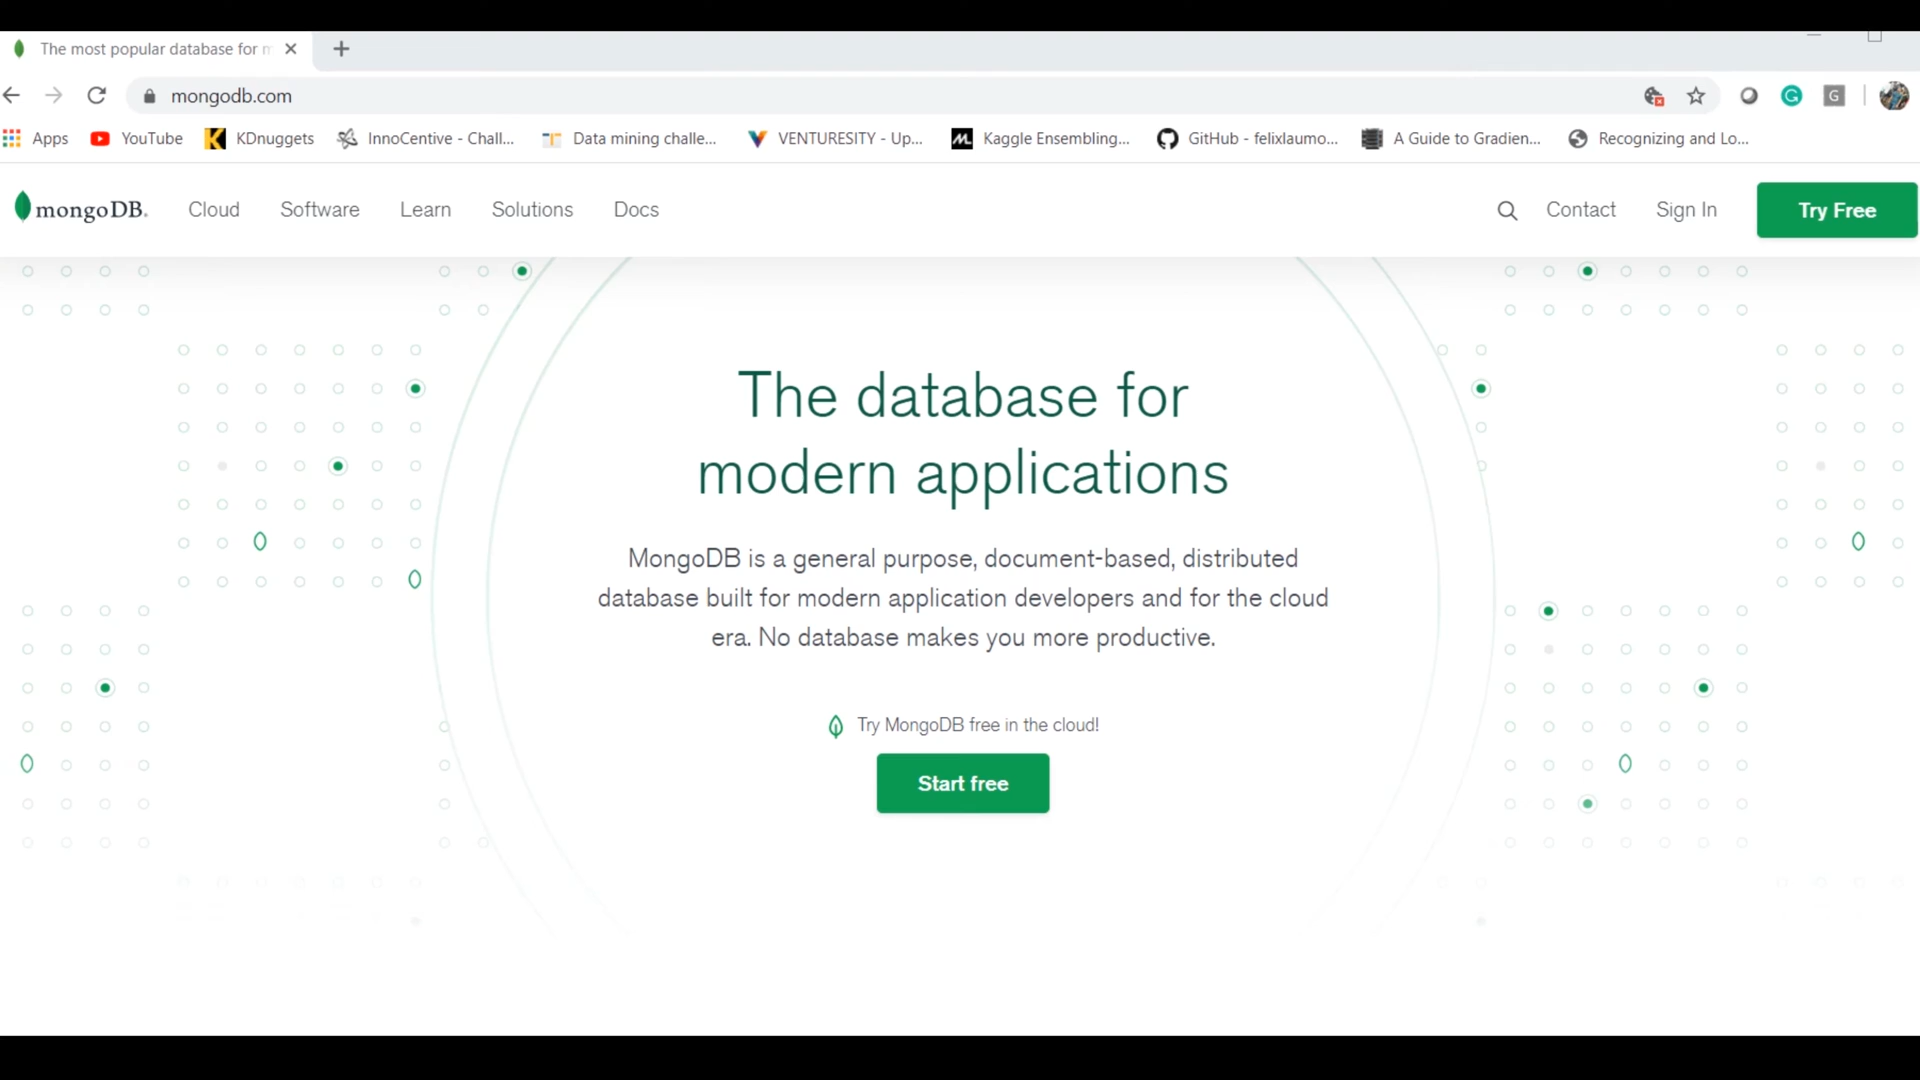 The most popular database for m
mongodb.com
Apps YouTube KDnuggets InnoCentive - Chall... Data mining challe... VENTURESITY - Up... Kaggle Ensembling... GitHub - felixlaumo... A Guide to Gradien... Recognizing and Lo...
mongoDB. Cloud Software Learn Solutions Docs Contact Sign In Try Free
The database for
modern applications
MongoDB is a general purpose, document-based, distributed
database built for modern application developers and for the cloud
era. No database makes you more productive.
Try MongoDB free in the cloud!
Start free